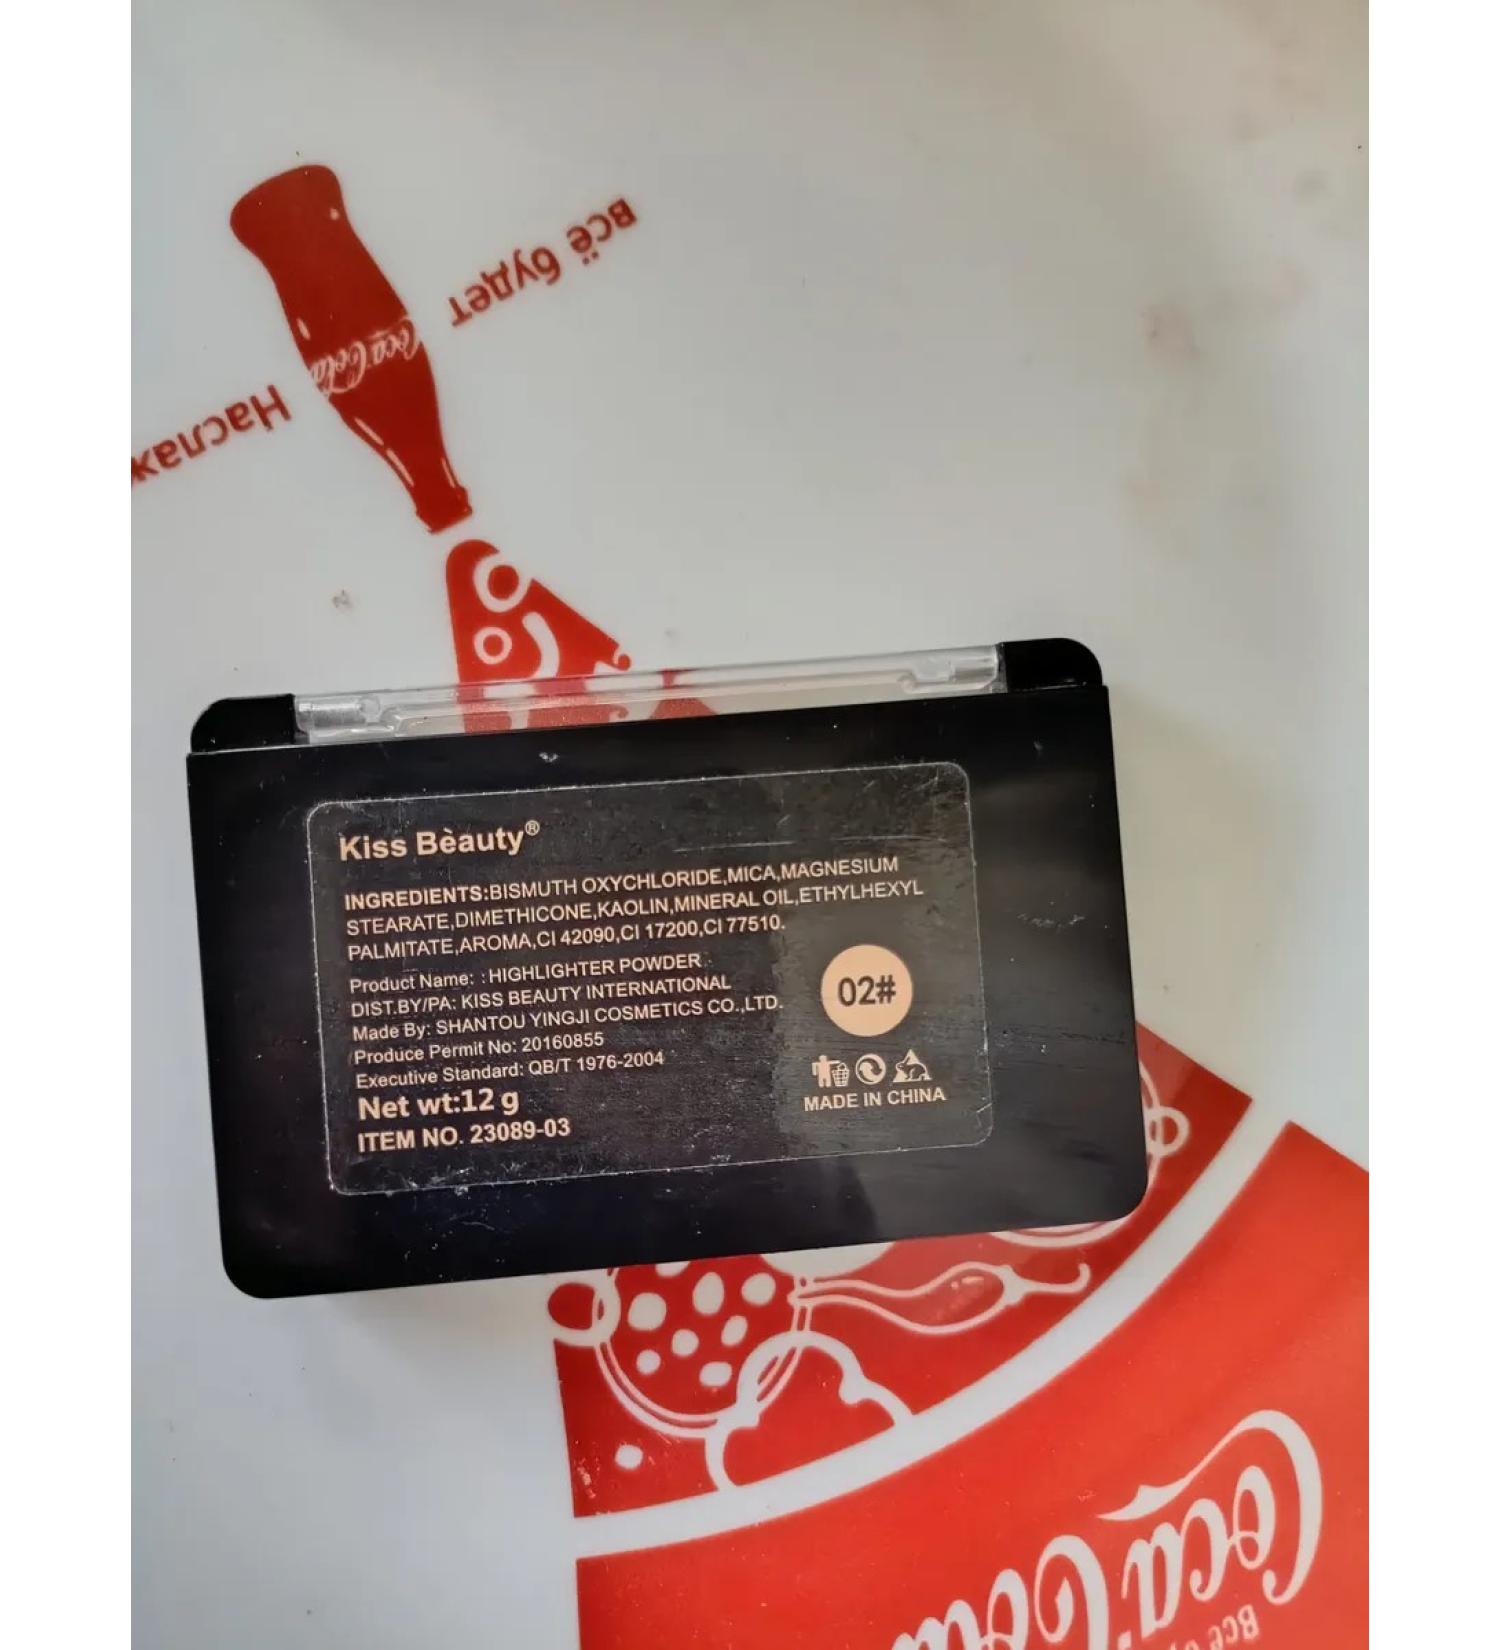 всё будет
Coca-Cola
Наслаж
Kiss Bèauty®
INGREDIENTS:BISMUTH OXYCHLORIDE,MICA,MAGNESIUM
STEARATE,DIMETHICONE,KAOLIN,MINERAL OIL,ETHYLHEXYL
PALMITATE,AROMA,CI 42090,CI 17200,CI 77510.
Product Name: :HIGHLIGHTER POWDER
DIST.BY/PA: KISS BEAUTY INTERNATIONAL
Made By: SHANTOU YINGJI COSMETICS CO.,LTD.
Produce Permit No: 20160855
Executive Standard: QB/T 1976-2004
Net wt:12 g
ITEM NO. 23089-03
02#
MADE IN CHINA
Coca-Cola
Всё